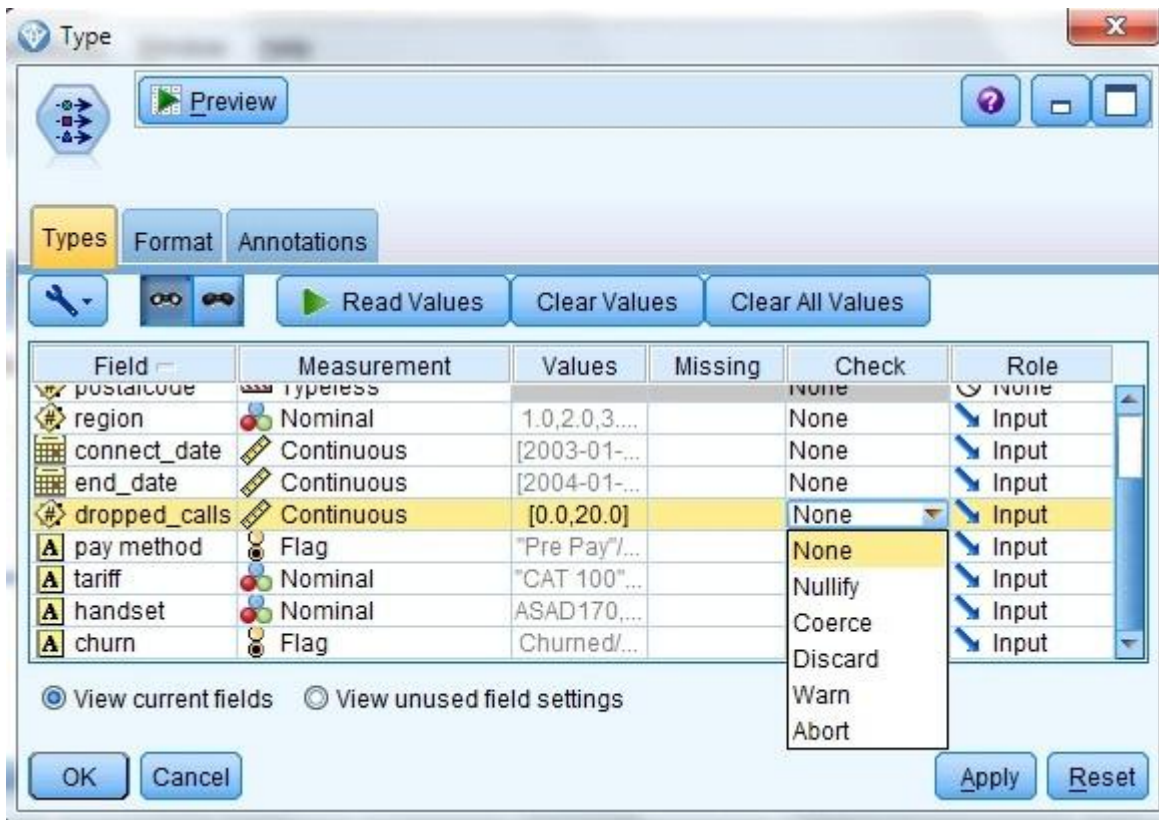 Type
Preview
Types Format Annotations
Read Values Clear Values Clear All Values
Field Measurement Values Missing Check Role
postalcode Typeless None None
region Nominal 1.0,2.0,3.... None Input
connect_date Continuous [2003-01-... None Input
end_date Continuous [2004-01-... None Input
dropped_calls Continuous [0.0,20.0] None Input
pay method Flag "Pre Pay"/... None Input
tariff Nominal "CAT 100"... Nullify Input
handset Nominal ASAD170,... Coerce Input
churn Flag Churned/... Discard Input
View current fields View unused field settings Warn
Abort
OK Cancel Apply Reset